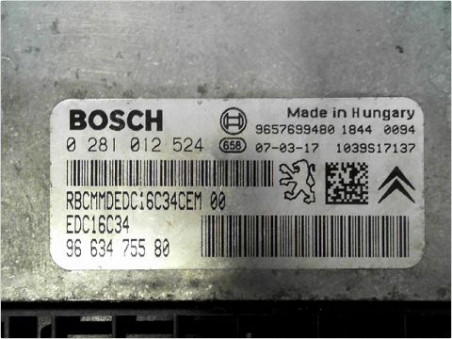 Made in Hungary
BOSCH
9657699480 1844 0094
0 281 012 524
658
07-03-17 1039S17137
RBCMMDEDC16C34CEM 00
EDC16C34
96 634 755 80